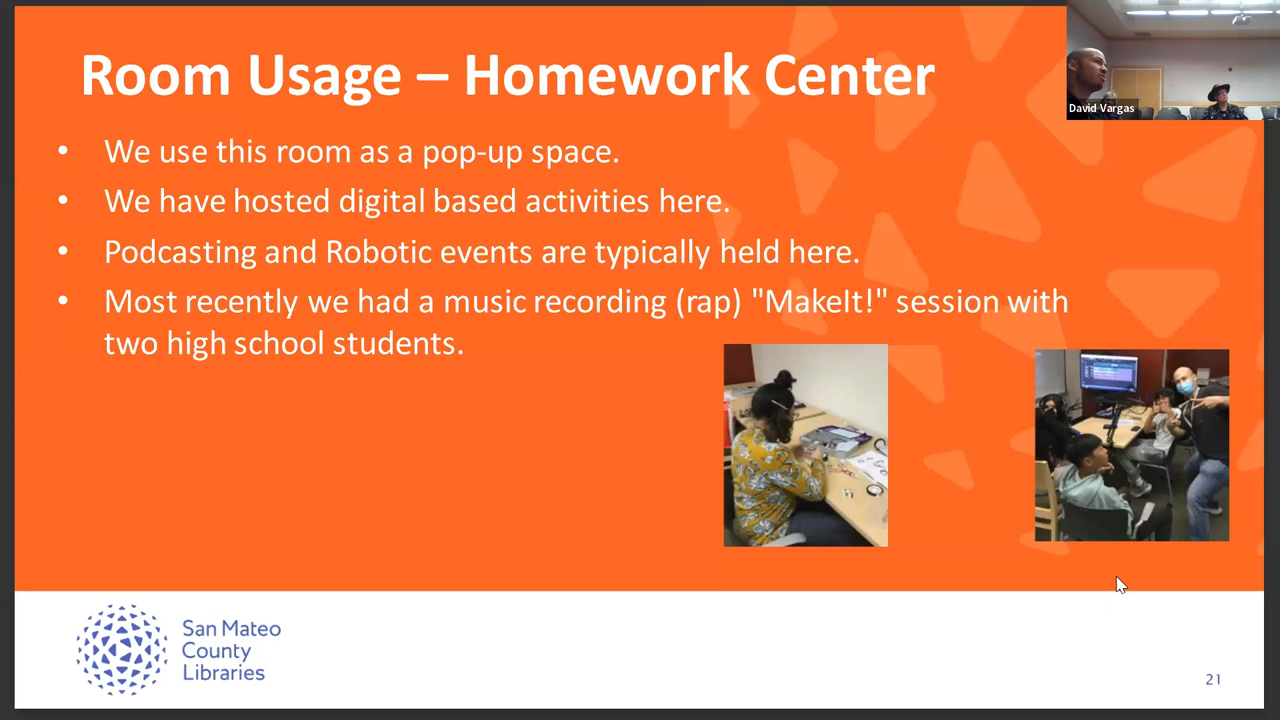 Room Usage – Homework Center
David Vargas
• We use this room as a pop-up space.
• We have hosted digital based activities here.
• Podcasting and Robotic events are typically held here.
• Most recently we had a music recording (rap) "MakeIt!" session with
two high school students.
San Mateo
County
Libraries
21